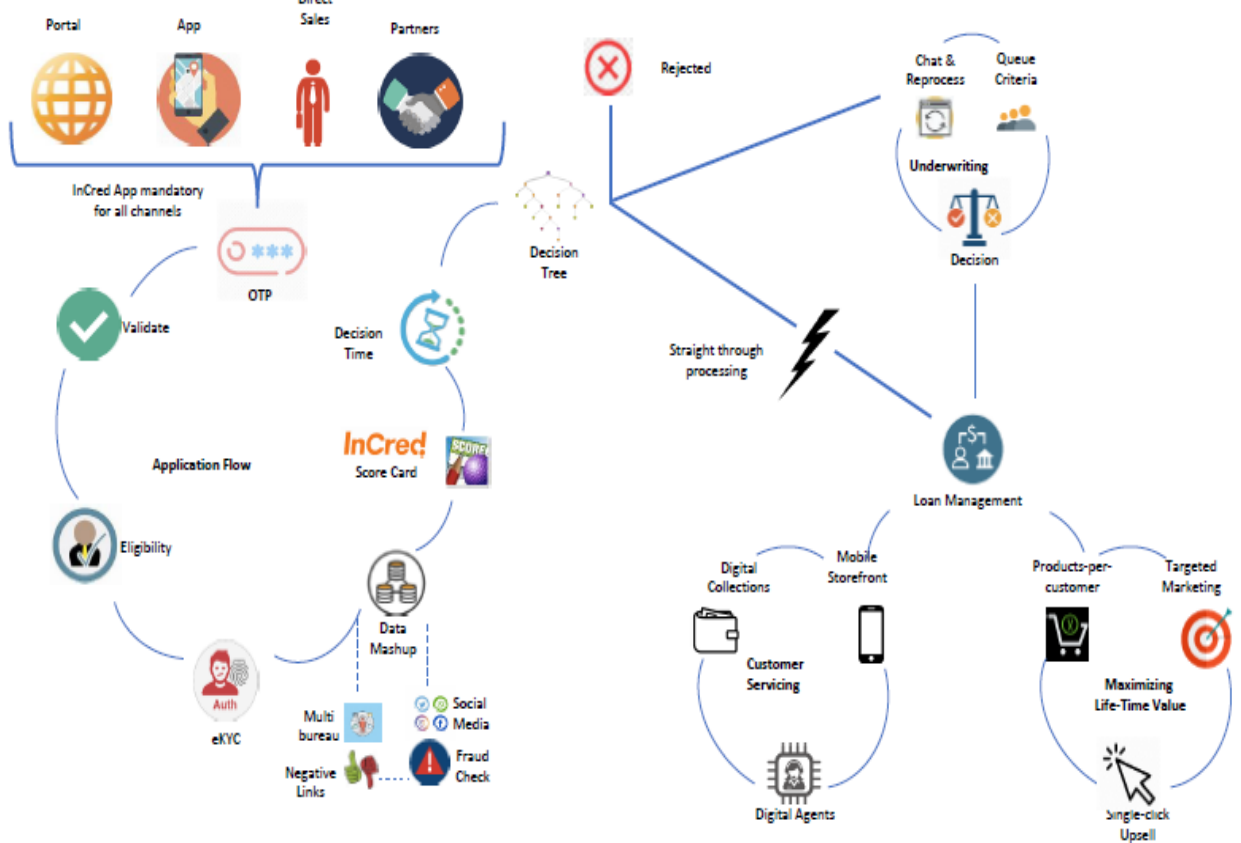 Portal
App
Direct
Sales
Partners
InCred App mandatory
for all channels
OTP
Validate
Eligibility
Application Flow
Auth
eKYC
Data
Mashup
Multi
bureau
Negative
Links
Social
Media
Fraud
Check
InCred
Score Card
SCORE
Decision
Time
Decision
Tree
Rejected
Chat &
Reprocess
Queue
Criteria
Underwriting
Decision
Straight through
processing
$
Loan Management
Digital
Collections
Mobile
Storefront
Customer
Servicing
Digital Agents
Products-per-
customer
Targeted
Marketing
Maximizing
Life-Time Value
Single-click
Upsell